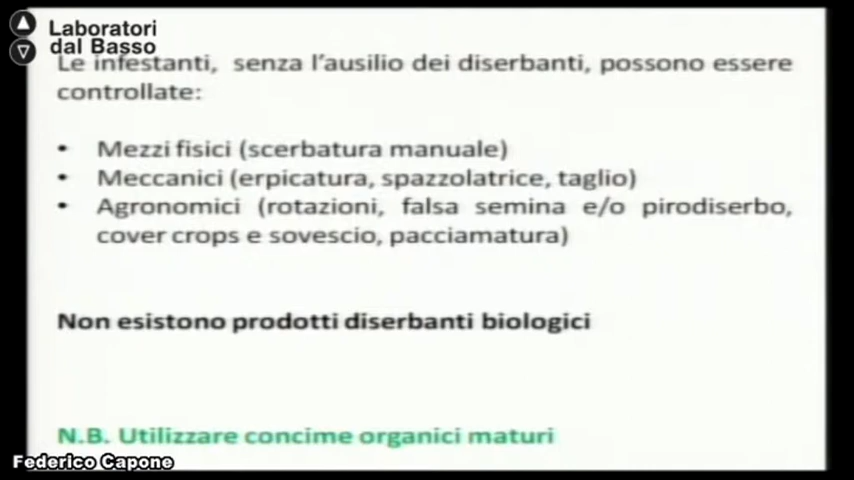 Laboratori
dal Basso
Le infestanti, senza l'ausilio dei diserbanti, possono essere
controllate:
• Mezzi fisici (scerbatura manuale)
• Meccanici (erpicatura, spazzolatrice, taglio)
• Agronomici (rotazioni, falsa semina e/o pirodiserbo,
cover crops e sovescio, pacciamatura)
Non esistono prodotti diserbanti biologici
N.B. Utilizzare concime organici maturi
Federico Capone